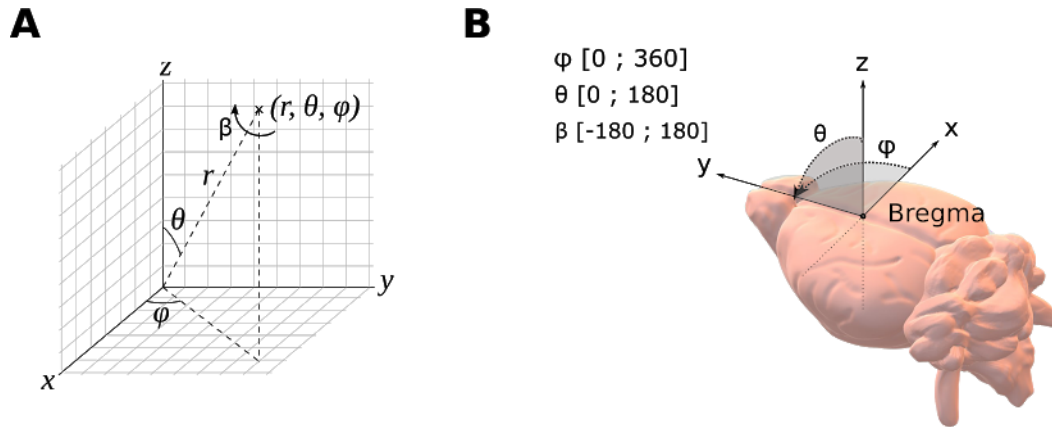 A
z
(r, θ, φ)
β
r
θ
y
φ
x
B
φ [0 ; 360]
θ [0 ; 180]
β [-180 ; 180]
z
x
θ
φ
y
Bregma